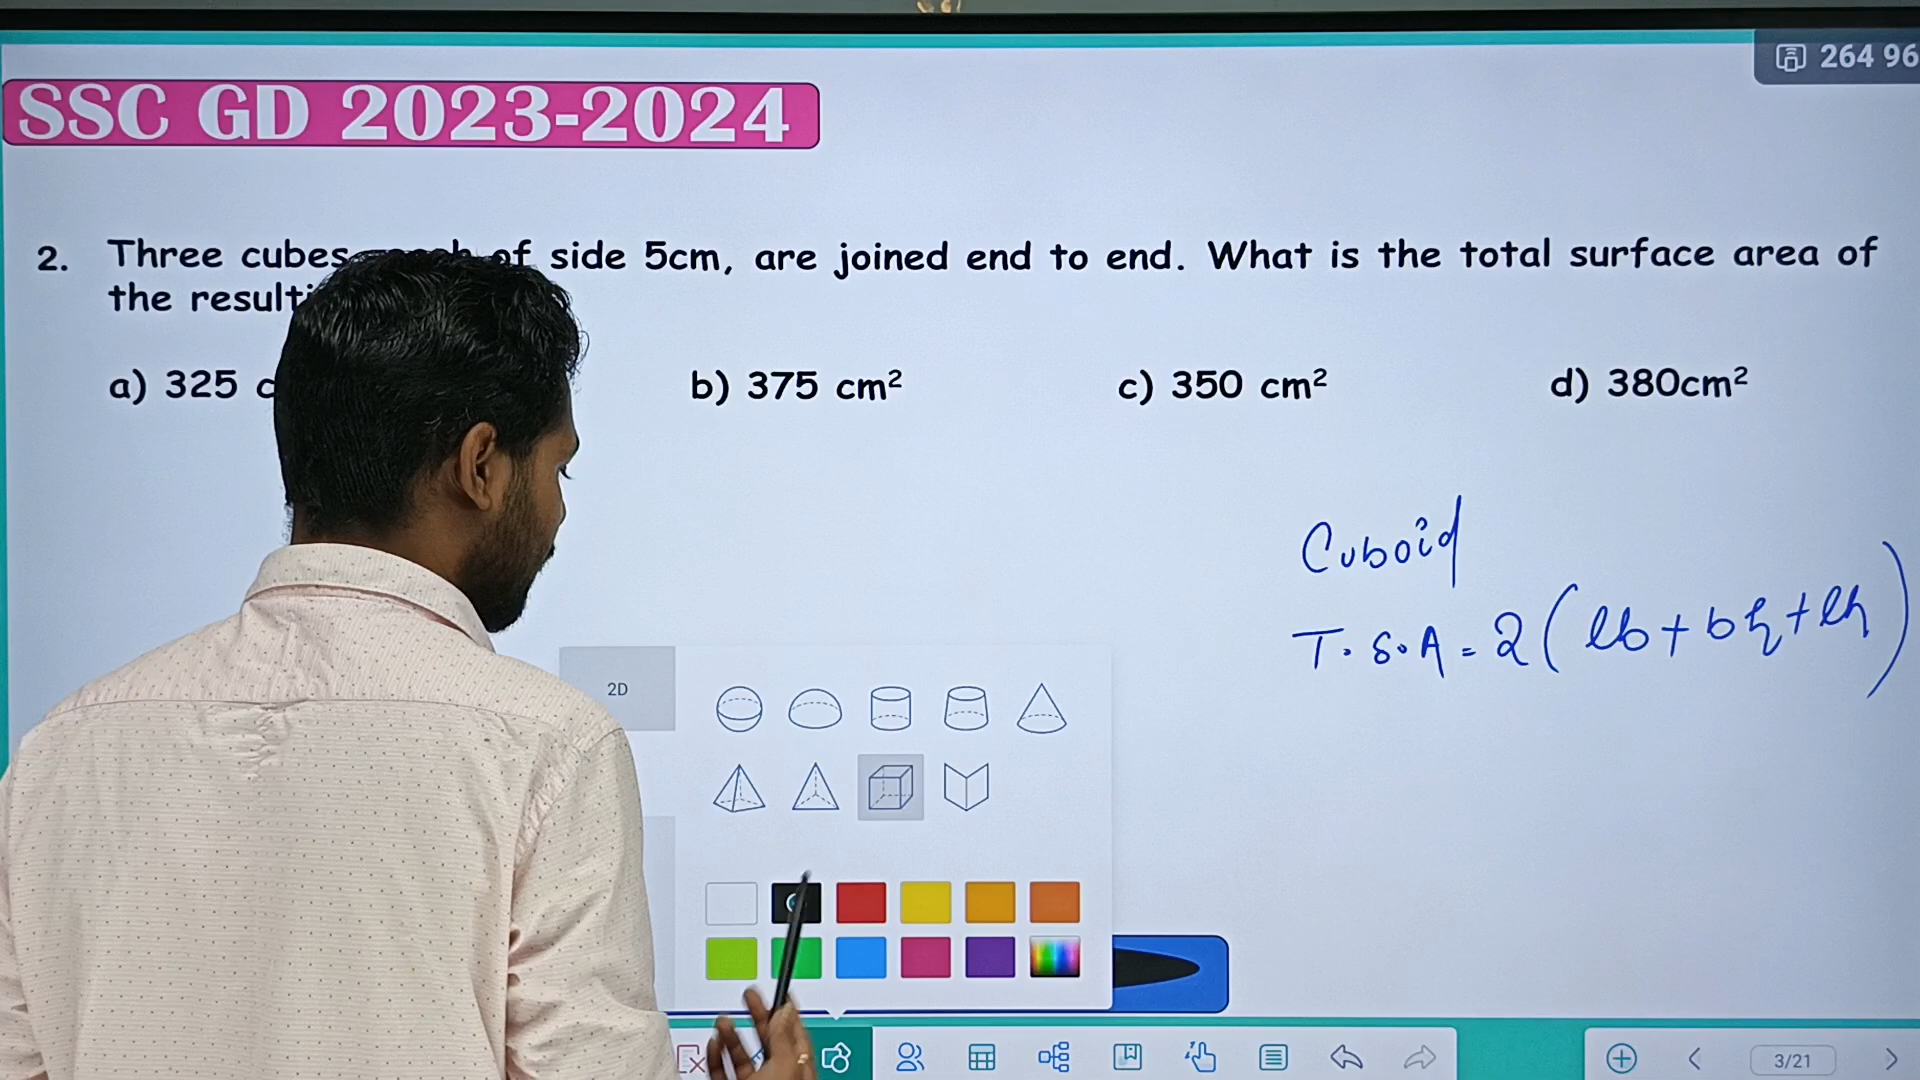 264 96
SSC GD 2023-2024
2. Three cubes of side 5cm, are joined end to end. What is the total surface area of
the
a) 325 b) 375 cm² c) 350 cm² d) 380cm²
Cuboid
T.S.A = 2 (lb + bh + lh)
2D
3/21